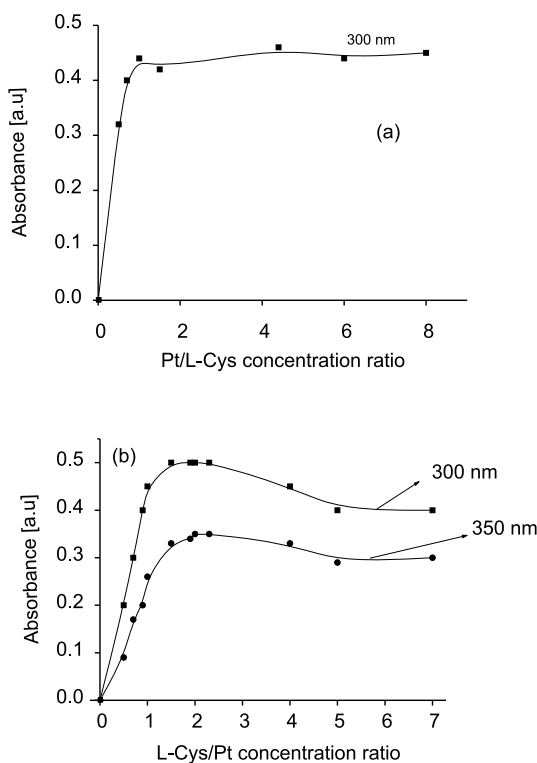 0.5
300 nm
0.4
(a)
0.3
Absorbance [a.u]
0.2
0.1
0.0
0 2 4 6 8
Pt/L-Cys concentration ratio
(b)
0.5
300 nm
0.4
350 nm
0.3
Absorbance [a.u]
0.2
0.1
0.0
0 1 2 3 4 5 6 7
L-Cys/Pt concentration ratio